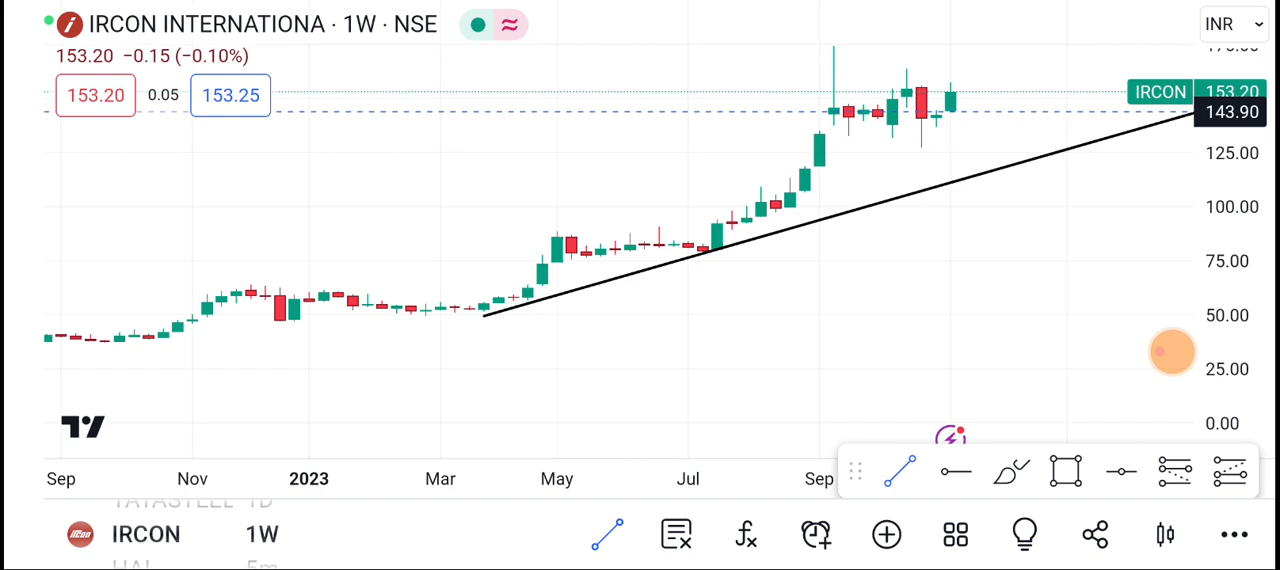 IRCON INTERNATIONA · 1W · NSE
INR
153.20 −0.15 (−0.10%)
153.20 0.05 153.25
IRCON 153.20
143.90
125.00
100.00
75.00
50.00
25.00
0.00
Sep Nov 2023 Mar May Jul Sep
IRCON 1W